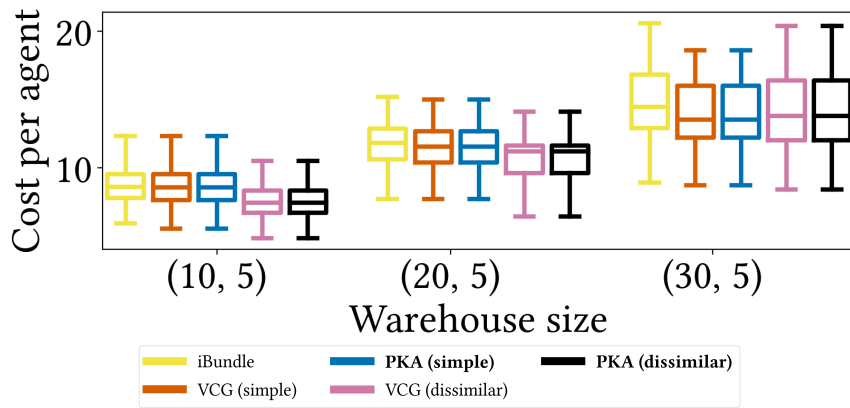 Cost per agent
20
10
(10, 5) (20, 5) (30, 5)
Warehouse size
iBundle PKA (simple) PKA (dissimilar)
VCG (simple) VCG (dissimilar)